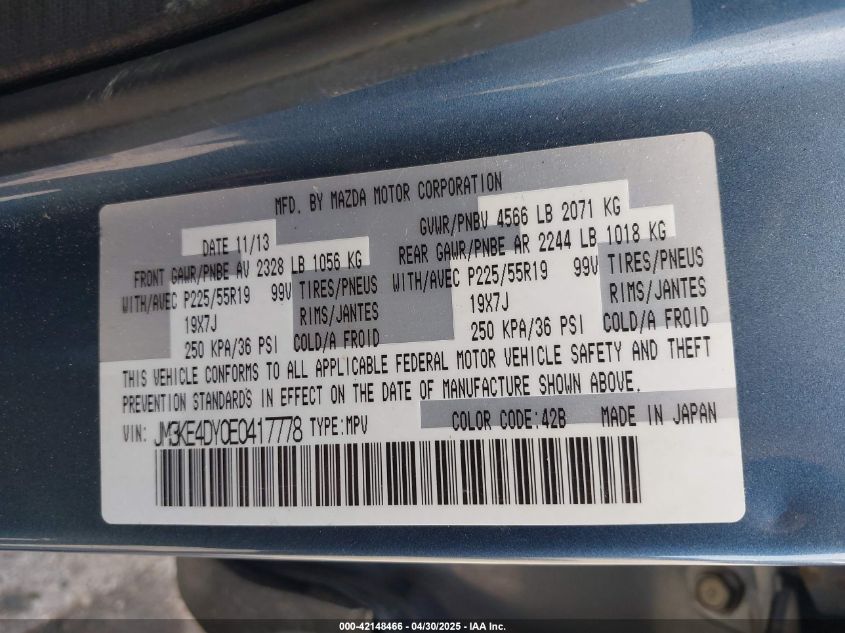 MFD. BY MAZDA MOTOR CORPORATION
DATE 11/13 GVWR/PNBV 4566 LB 2071 KG
FRONT GAWR/PNBE AV 2328 LB 1056 KG REAR GAWR/PNBE AR 2244 LB 1018 KG
WITH/AVEC P225/55R19 99V TIRES/PNEUS WITH/AVEC P225/55R19 99V TIRES/PNEUS
19X7J RIMS/JANTES 19X7J RIMS/JANTES
250 KPA/36 PSI COLD/A FROID 250 KPA/36 PSI COLD/A FROID
THIS VEHICLE CONFORMS TO ALL APPLICABLE FEDERAL MOTOR VEHICLE SAFETY AND THEFT
PREVENTION STANDARDS IN EFFECT ON THE DATE OF MANUFACTURE SHOWN ABOVE.
COLOR CODE:42B MADE IN JAPAN
VIN: JM3KE4DY0E0417778 TYPE:MPV
000-42148466 - 04/30/2025 - IAA Inc.